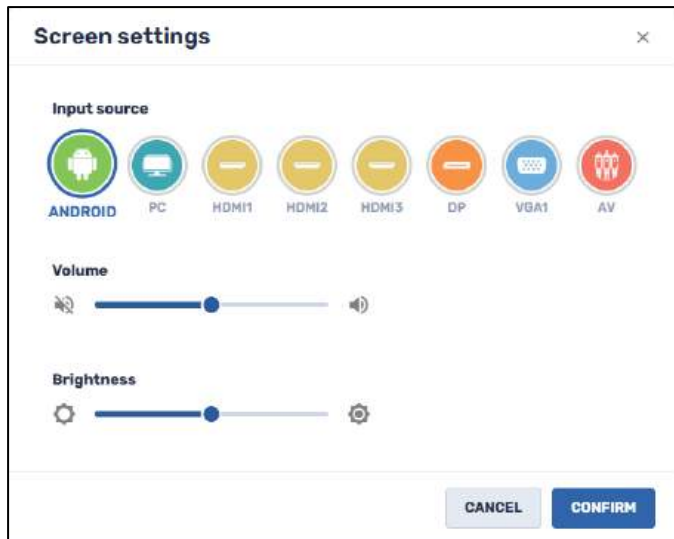 Screen settings
Input source
ANDROID PC HDMI1 HDMI2 HDMI3 DP VGA1 AV
Volume
Brightness
CANCEL CONFIRM